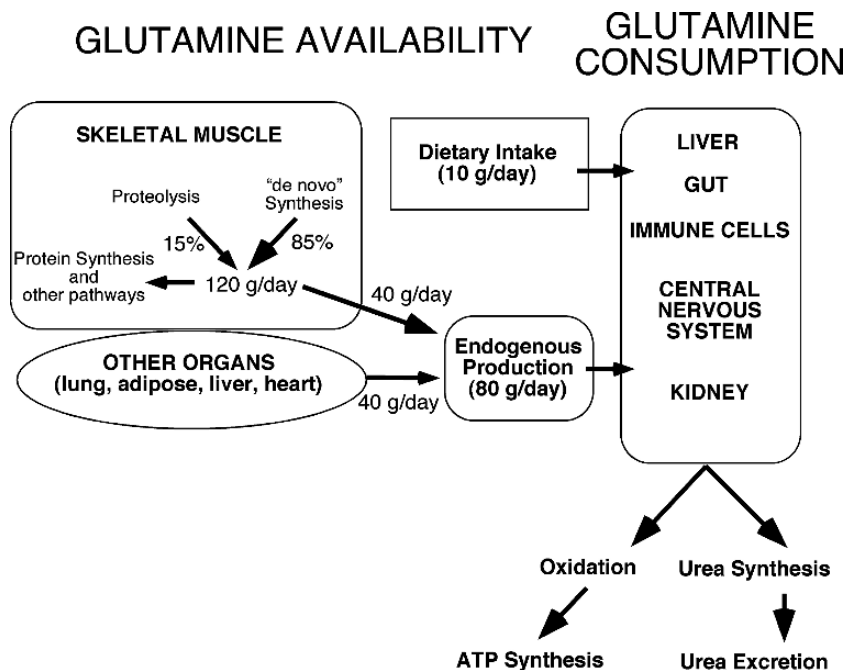 GLUTAMINE AVAILABILITY
GLUTAMINE
CONSUMPTION
SKELETAL MUSCLE
Proteolysis
“de novo”
Synthesis
15%
85%
Protein Synthesis
and
other pathways
120 g/day
40 g/day
OTHER ORGANS
(lung, adipose, liver, heart)
40 g/day
Dietary Intake
(10 g/day)
Endogenous
Production
(80 g/day)
LIVER
GUT
IMMUNE CELLS
CENTRAL
NERVOUS
SYSTEM
KIDNEY
Oxidation
Urea Synthesis
ATP Synthesis
Urea Excretion